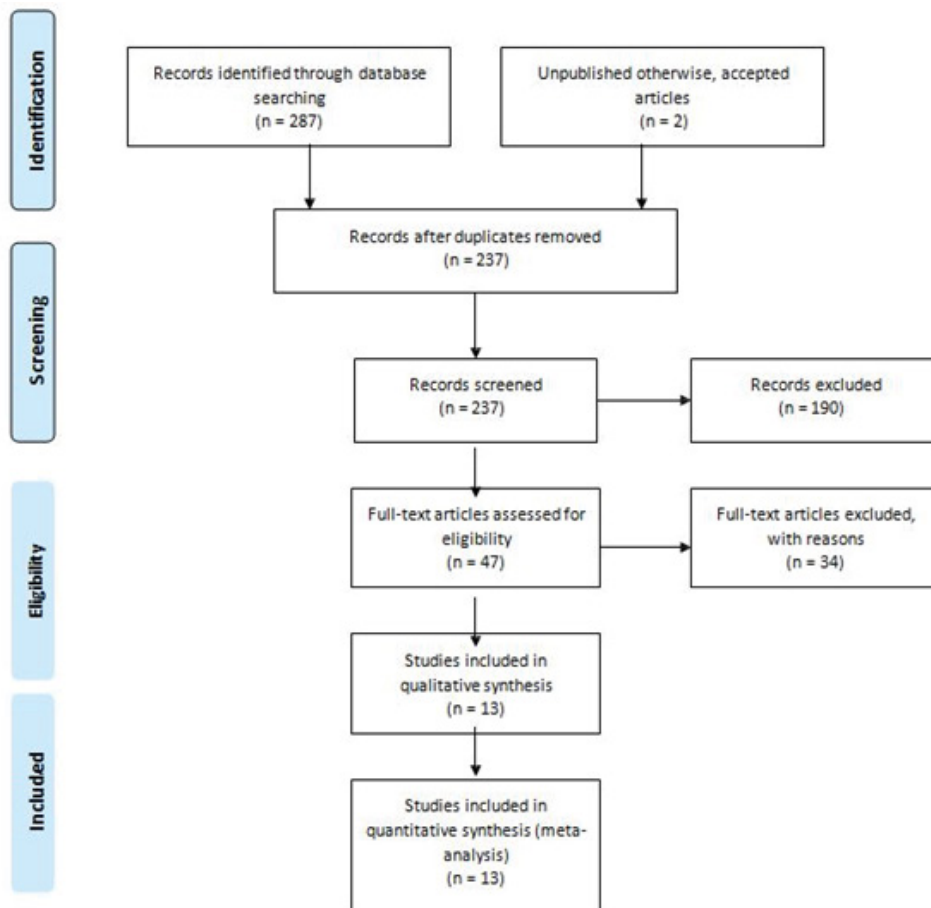 Identification
Records identified through database
searching
(n = 287)
Unpublished otherwise, accepted
articles
(n = 2)
Records after duplicates removed
(n = 237)
Screening
Records screened
(n = 237)
Records excluded
(n = 190)
Eligibility
Full-text articles assessed for
eligibility
(n = 47)
Full-text articles excluded,
with reasons
(n = 34)
Studies included in
qualitative synthesis
(n = 13)
Included
Studies included in
quantitative synthesis (meta-
analysis)
(n = 13)